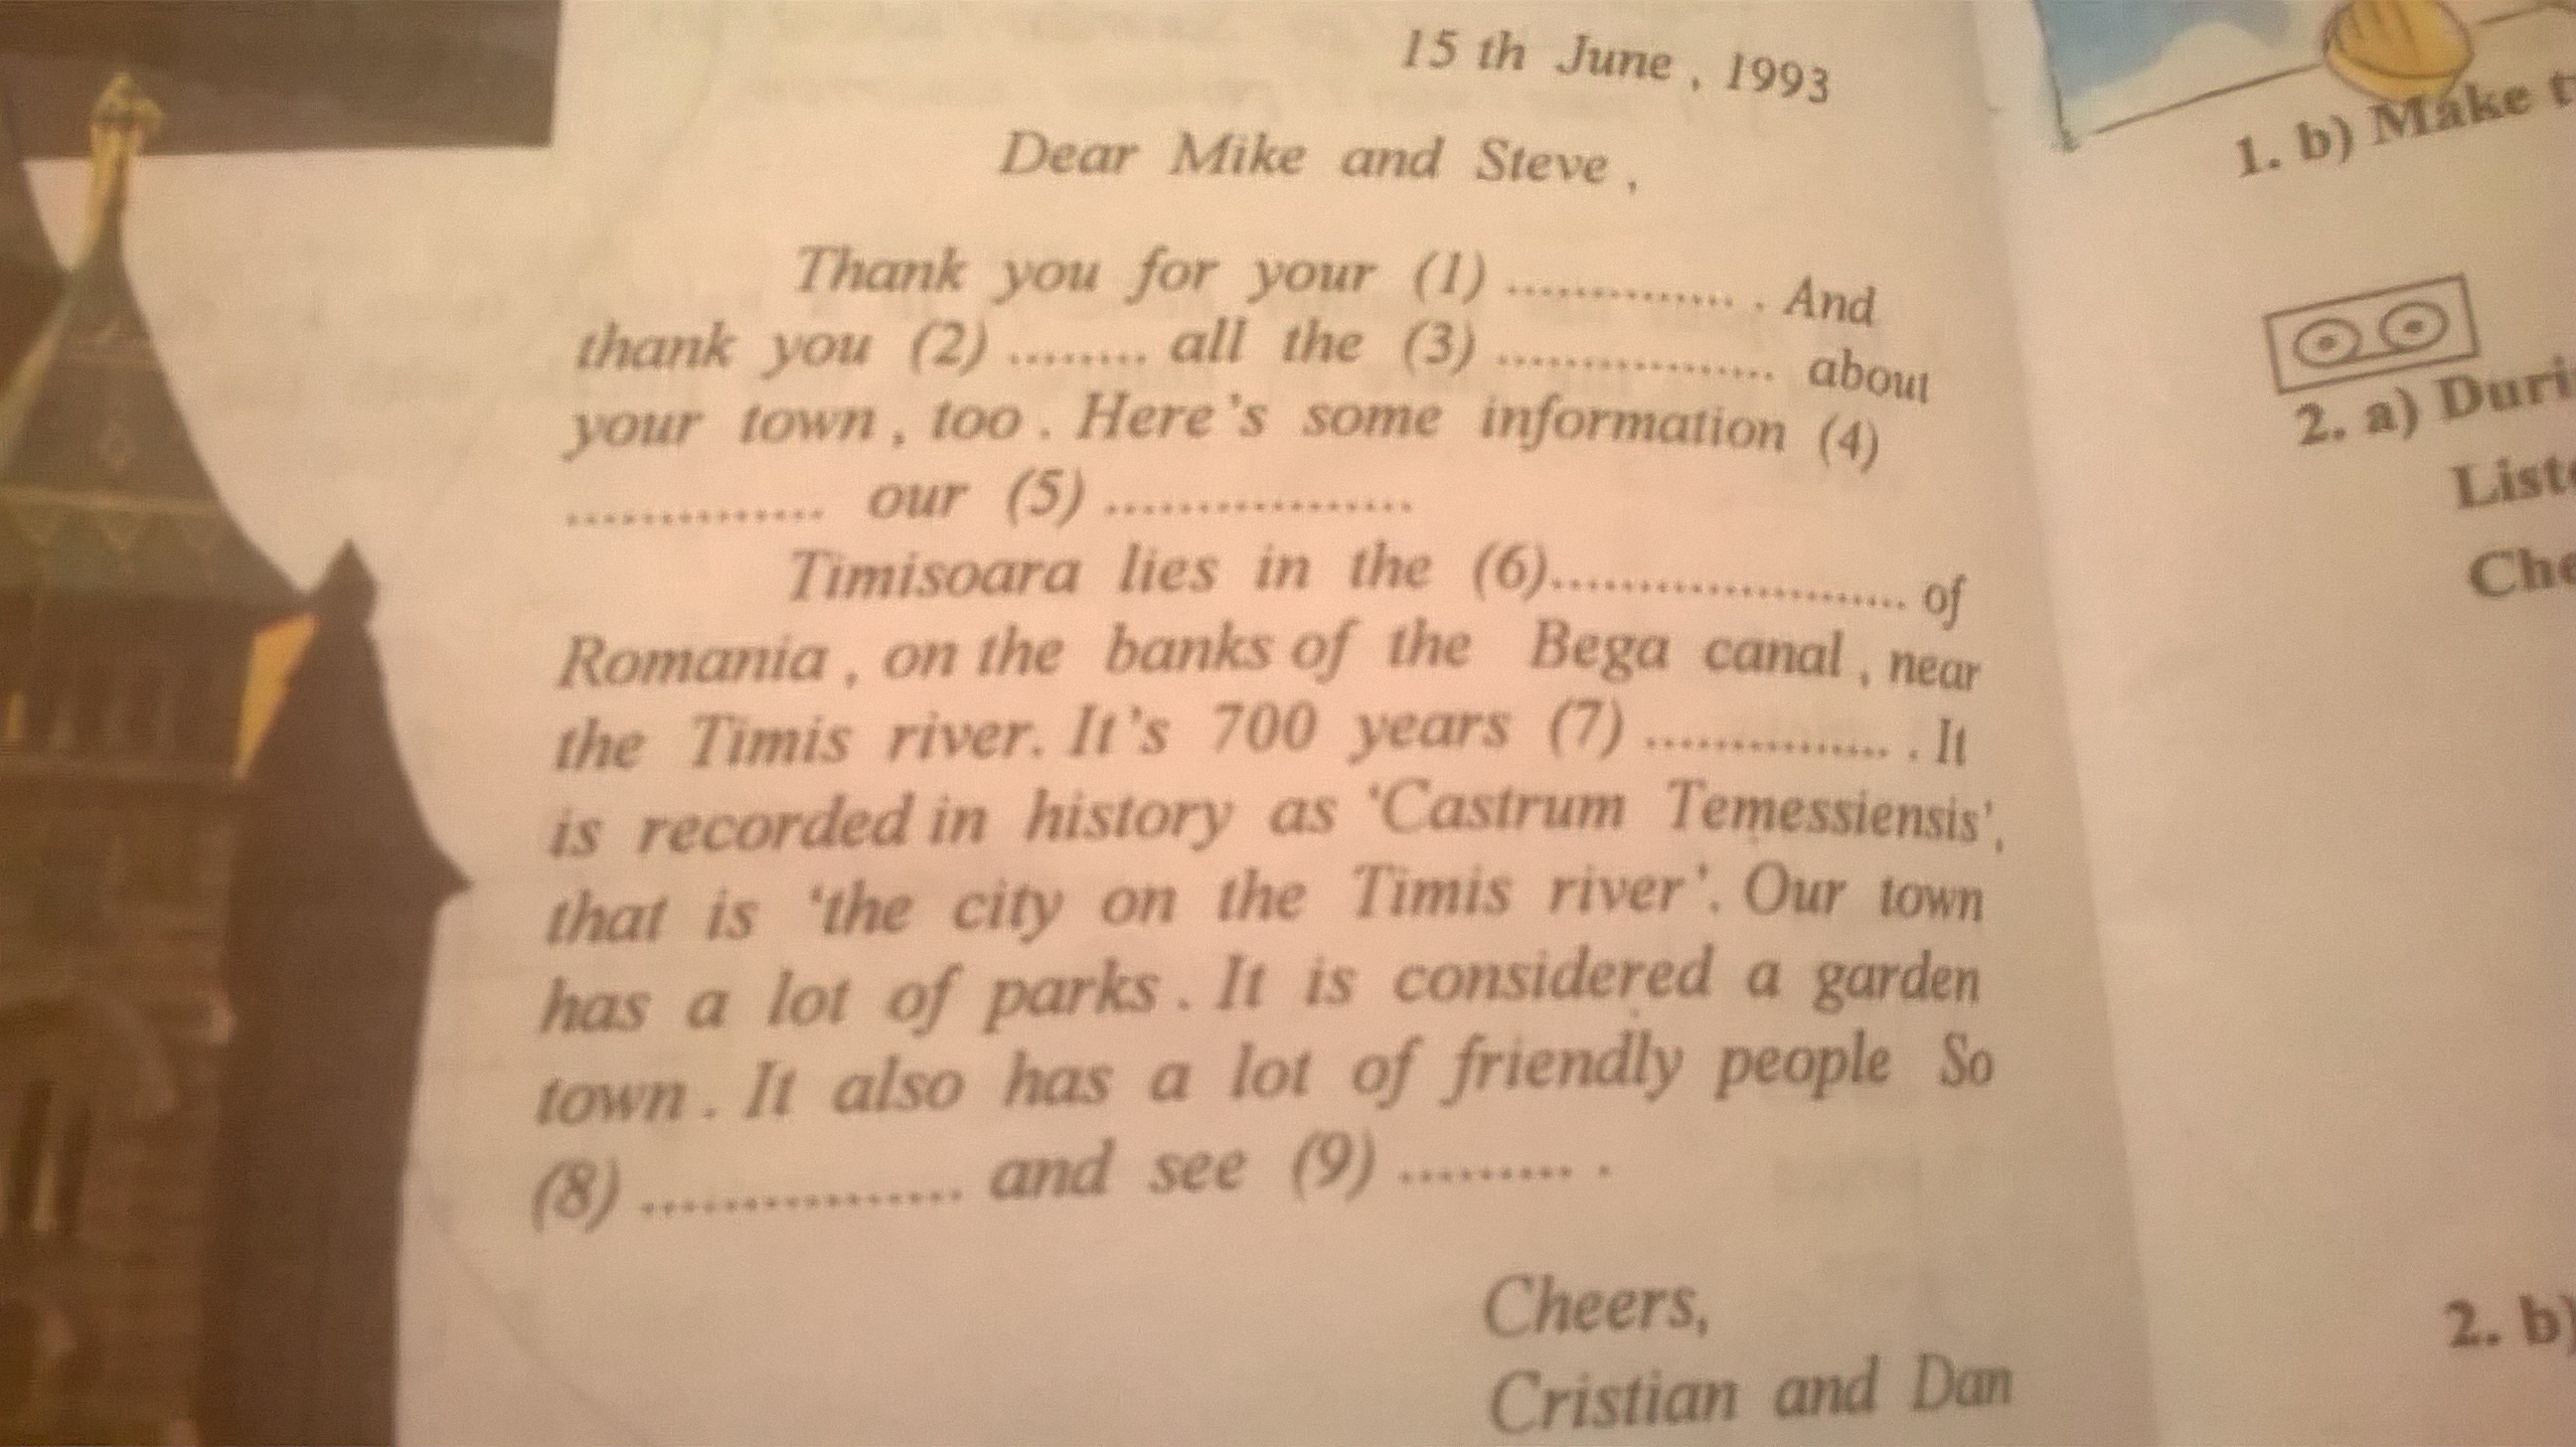 15 th June, 1993
Dear Mike and Steve,
Thank you for your (1) ............... . And
thank you (2) ........ all the (3) ................. about
your town, too. Here's some information (4)
............... our (5) ..................
Timisoara lies in the (6)..................... of
Romania, on the banks of the Bega canal, near
the Timis river. It's 700 years (7) ............... . It
is recorded in history as 'Castrum Temessiensis',
that is 'the city on the Timis river'. Our town
has a lot of parks. It is considered a garden
town. It also has a lot of friendly people So
(8) ................. and see (9) .......... .
Cheers,
Cristian and Dan
1. b) Make
2. a)
2. b)